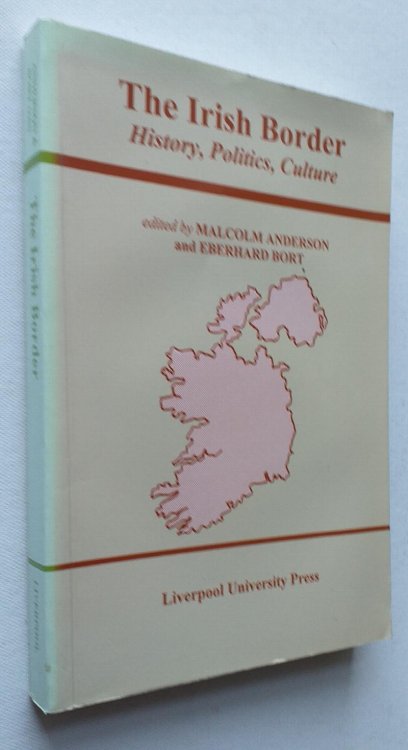 The Irish Border
History, Politics, Culture
edited by MALCOLM ANDERSON
and EBERHARD BORT
Liverpool University Press
The Irish Border